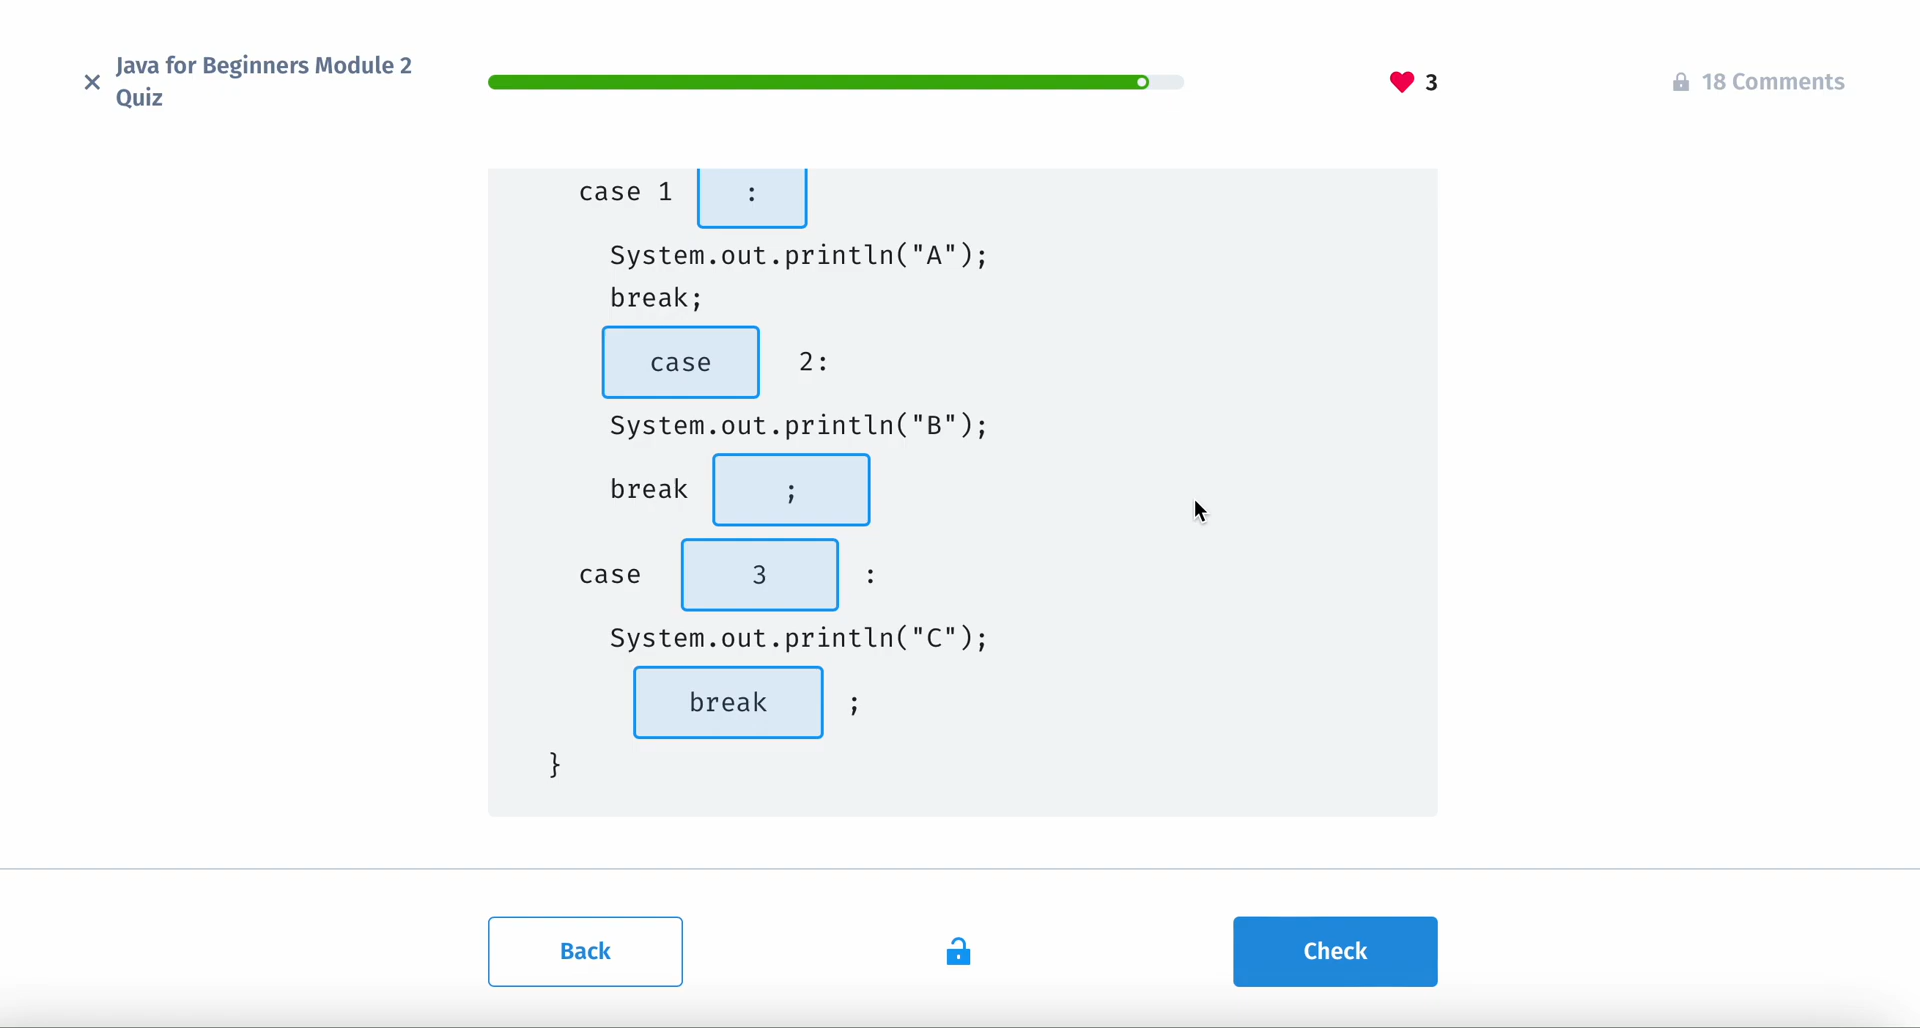 Java for Beginners Module 2
Quiz
3
18 Comments
case 1 :
System.out.println("A");
break;
case 2:
System.out.println("B");
break ;
case 3 :
System.out.println("C");
break ;
}
Back
Check